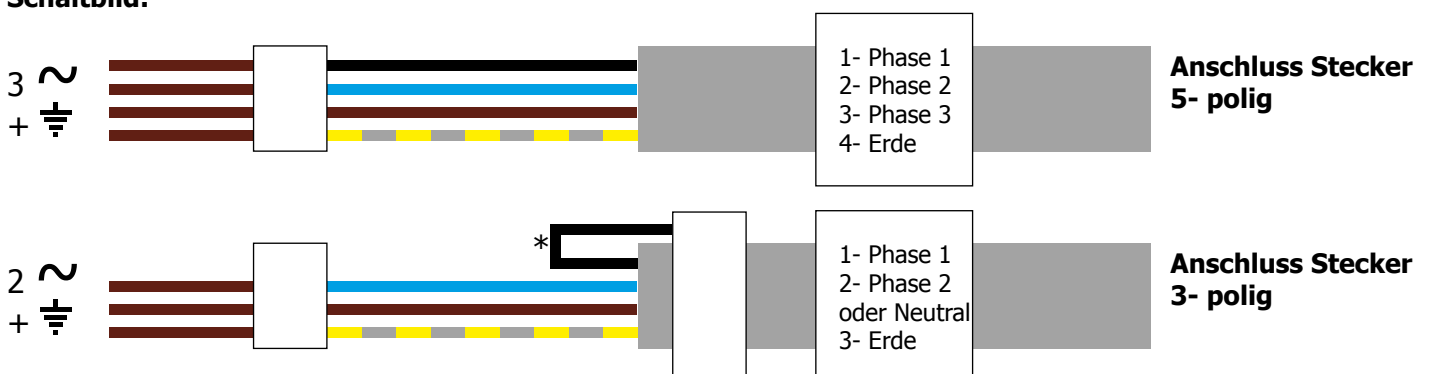 Schaltbild:
3 ~
+
1- Phase 1
2- Phase 2
3- Phase 3
4- Erde
Anschluss Stecker
5- polig
*
2 ~
+
1- Phase 1
2- Phase 2
oder Neutral
3- Erde
Anschluss Stecker
3- polig